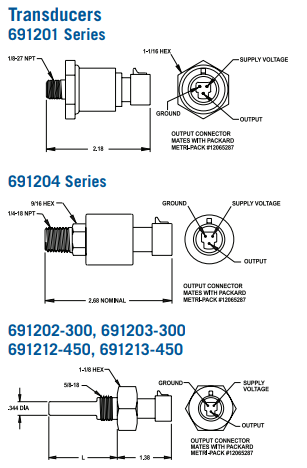 Transducers
691201 Series
1/8-27 NPT
1-1/16 HEX
SUPPLY VOLTAGE
GROUND
OUTPUT
2.18
OUTPUT CONNECTOR
MATES WITH PACKARD
METRI-PACK #12065287
691204 Series
9/16 HEX
1/4-18 NPT
GROUND
SUPPLY VOLTAGE
OUTPUT
2.68 NOMINAL
OUTPUT CONNECTOR
MATES WITH PACKARD
METRI-PACK #12065287
691202-300, 691203-300
691212-450, 691213-450
1-1/8 HEX
5/8-18
.344 DIA
GROUND
SUPPLY
VOLTAGE
OUTPUT
L
1.38
OUTPUT CONNECTOR
MATES WITH PACKARD
METRI-PACK #12065287